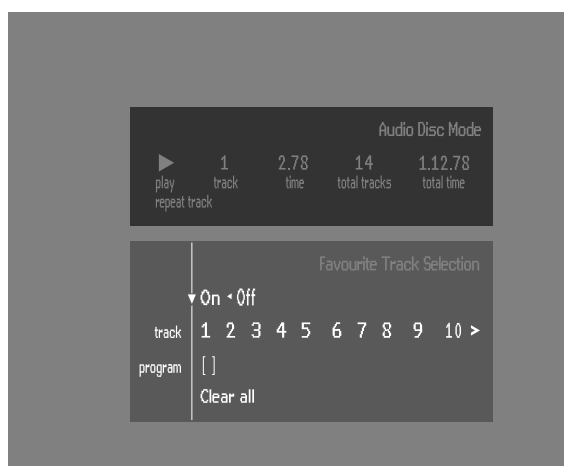 Audio Disc Mode
1 2.78 14 1.12.78
play track time total tracks total time
repeat track
Favourite Track Selection
On Off
track 1 2 3 4 5 6 7 8 9 10 >
program [ ]
Clear all